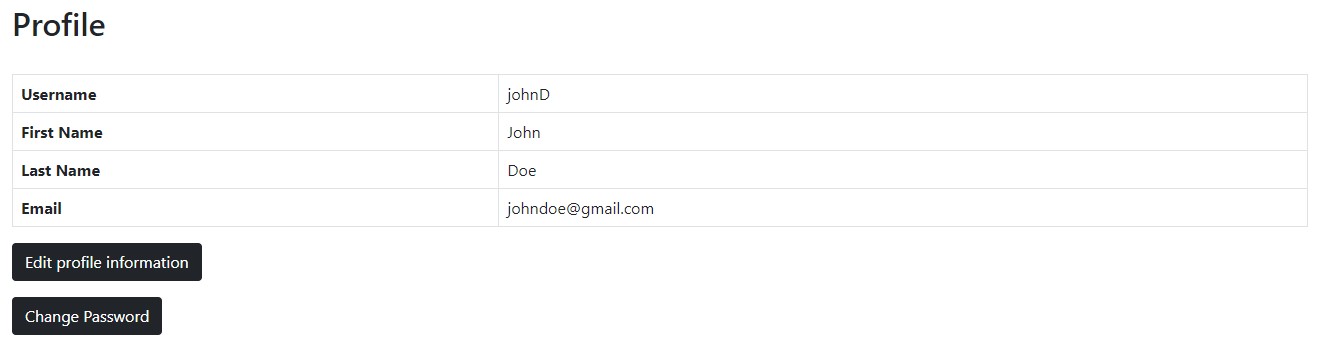 Profile
Username johnD
First Name John
Last Name Doe
Email johndoe@gmail.com
Edit profile information
Change Password